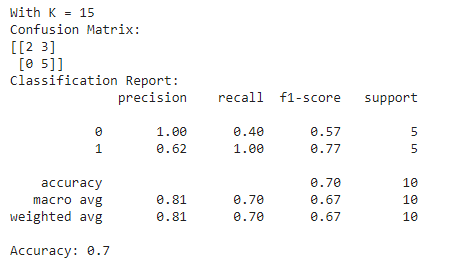 With K = 15
Confusion Matrix:
[[2 3]
 [0 5]]
Classification Report:
              precision    recall  f1-score   support

           0       1.00      0.40      0.57         5
           1       0.62      1.00      0.77         5

    accuracy                           0.70        10
   macro avg       0.81      0.70      0.67        10
weighted avg       0.81      0.70      0.67        10

Accuracy: 0.7